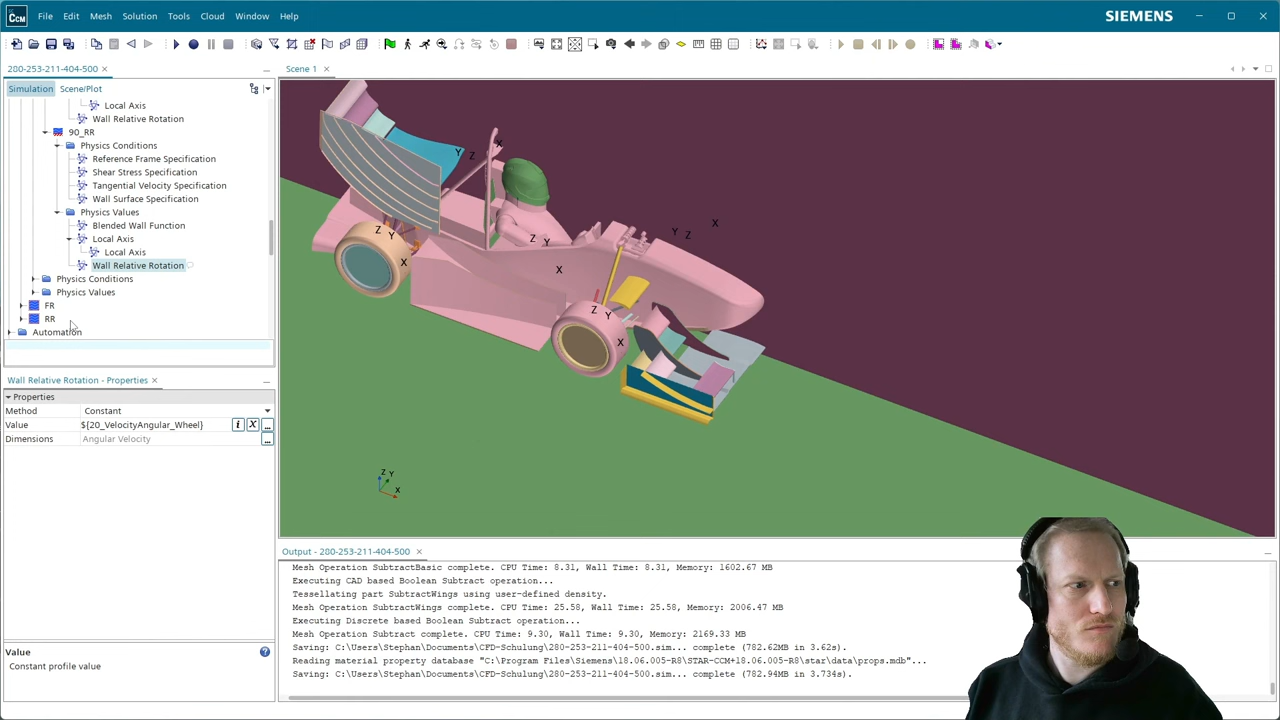 CCM
File Edit Mesh Solution Tools Cloud Window Help
SIEMENS
280-253-211-404-500
Scene 1
Simulation Scene/Plot
Local Axis
Wall Relative Rotation
90_RR
Physics Conditions
Reference Frame Specification
Shear Stress Specification
Tangential Velocity Specification
Wall Surface Specification
Physics Values
Blended Wall Function
Local Axis
Local Axis
Wall Relative Rotation
Physics Conditions
Physics Values
FR
RR
Automation
X
Y
Z
X
Z
Y
X
Z
Y
X
X
Y
Z
Z
Y
X
Z
Y
X
Wall Relative Rotation - Properties
Properties
Method Constant
Value ${20_VelocityAngular_Wheel} i X ...
Dimensions Angular Velocity ...
Value
Constant profile value
Output - 280-253-211-404-500
Mesh Operation SubtractBasic complete. CPU Time: 8.31, Wall Time: 8.31, Memory: 1602.67 MB
Executing CAD based Boolean Subtract operation...
Tessellating part SubtractWings using user-defined density.
Mesh Operation SubtractWings complete. CPU Time: 25.58, Wall Time: 25.58, Memory: 2006.47 MB
Executing Discrete based Boolean Subtract operation...
Mesh Operation Subtract complete. CPU Time: 9.30, Wall Time: 9.30, Memory: 2169.33 MB
Saving: C:\Users\Stephan\Documents\CFD-Schulung\280-253-211-404-500.sim... complete (782.62MB in 3.62s).
Reading material property database "C:\Program Files\Siemens\18.06.005-R8\STAR-CCM+18.06.005-R8\star\data\props.mdb"...
Saving: C:\Users\Stephan\Documents\CFD-Schulung\280-253-211-404-500.sim... complete (782.94MB in 3.734s).